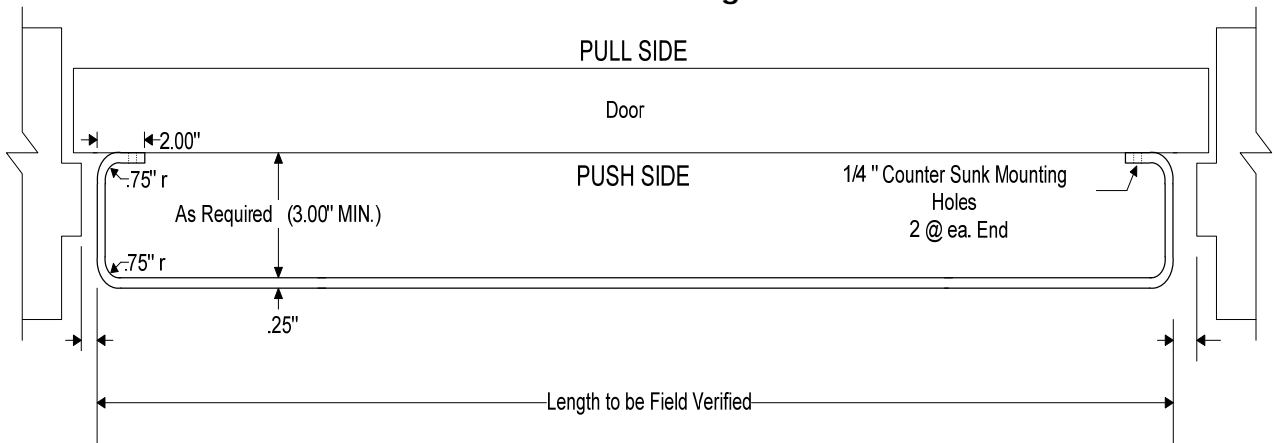 PULL SIDE
Door
2.00"
.75" r
PUSH SIDE
1/4 " Counter Sunk Mounting
Holes
2 @ ea. End
As Required (3.00" MIN.)
.75" r
.25"
Length to be Field Verified